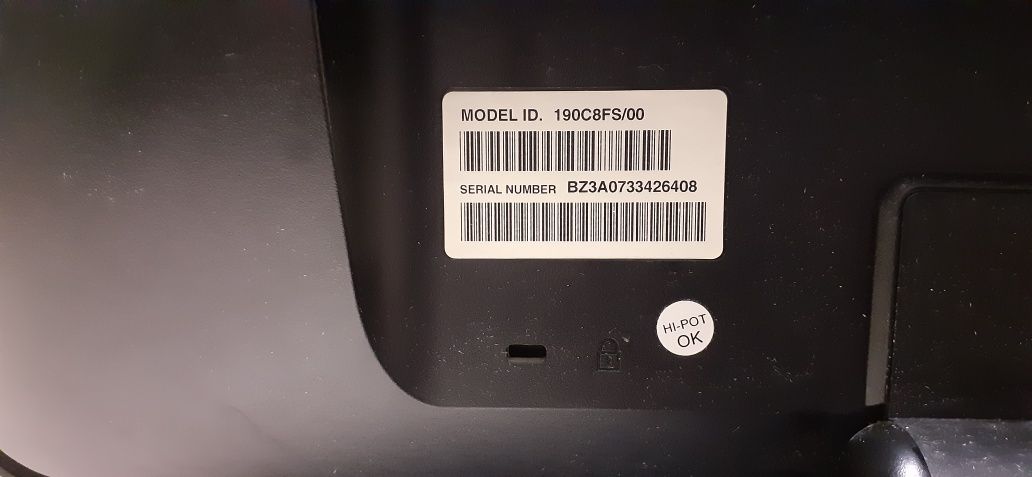 MODEL ID. 190C8FS/00
SERIAL NUMBER BZ3A0733426408
HI-POT
OK